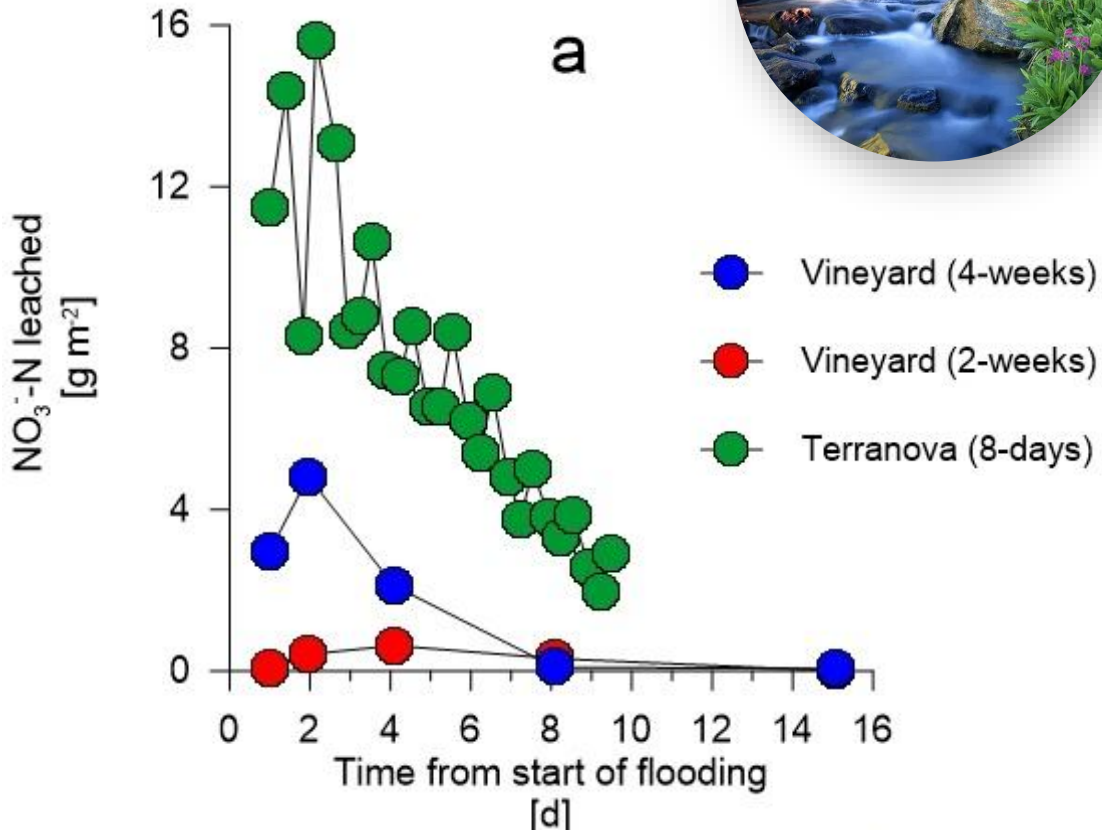 a
NO₃⁻-N leached
[g m⁻²]
16
12
8
4
0
0 2 4 6 8 10 12 14 16
Time from start of flooding
[d]
Vineyard (4-weeks)
Vineyard (2-weeks)
Terranova (8-days)